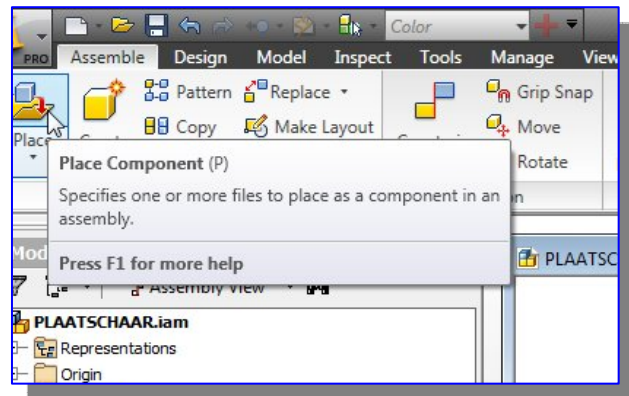 Color
PRO Assemble Design Model Inspect Tools Manage View
Pattern Replace Grip Snap
Copy Make Layout Move
Place Rotate
Place Component (P)
Specifies one or more files to place as a component in an
assembly.
Press F1 for more help
Assembly View
PLAATSCHAAR.iam
Representations
Origin
PLAATSC